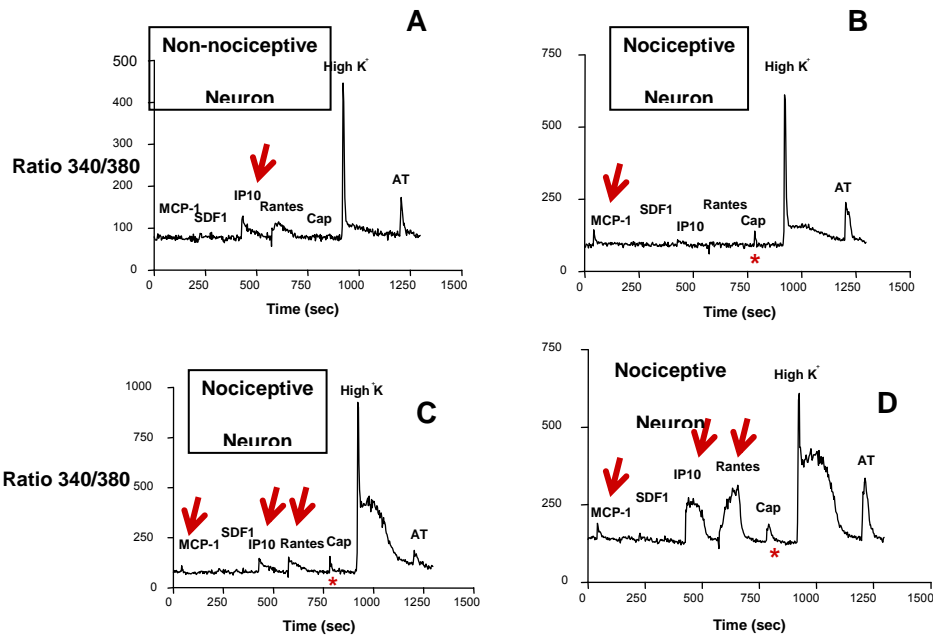 A
Non-nociceptive
Neuron
High K+
500
400
300
200
100
0
Ratio 340/380
MCP-1
SDF1
IP10
Rantes
Cap
AT
0 250 500 750 1000 1250 1500
Time (sec)
B
Nociceptive
Neuron
High K+
750
500
250
0
MCP-1
SDF1
IP10
Rantes
Cap
*
AT
0 250 500 750 1000 1250 1500
Time (sec)
C
Nociceptive
Neuron
High +K
1000
750
500
250
0
Ratio 340/380
MCP-1
SDF1
IP10
Rantes
Cap
*
AT
0 250 500 750 1000 1250 1500
Time (sec)
D
Nociceptive
Neuron
High K+
750
500
250
0
MCP-1
SDF1
IP10
Rantes
Cap
*
AT
0 250 500 750 1000 1250 1500
Time (sec)